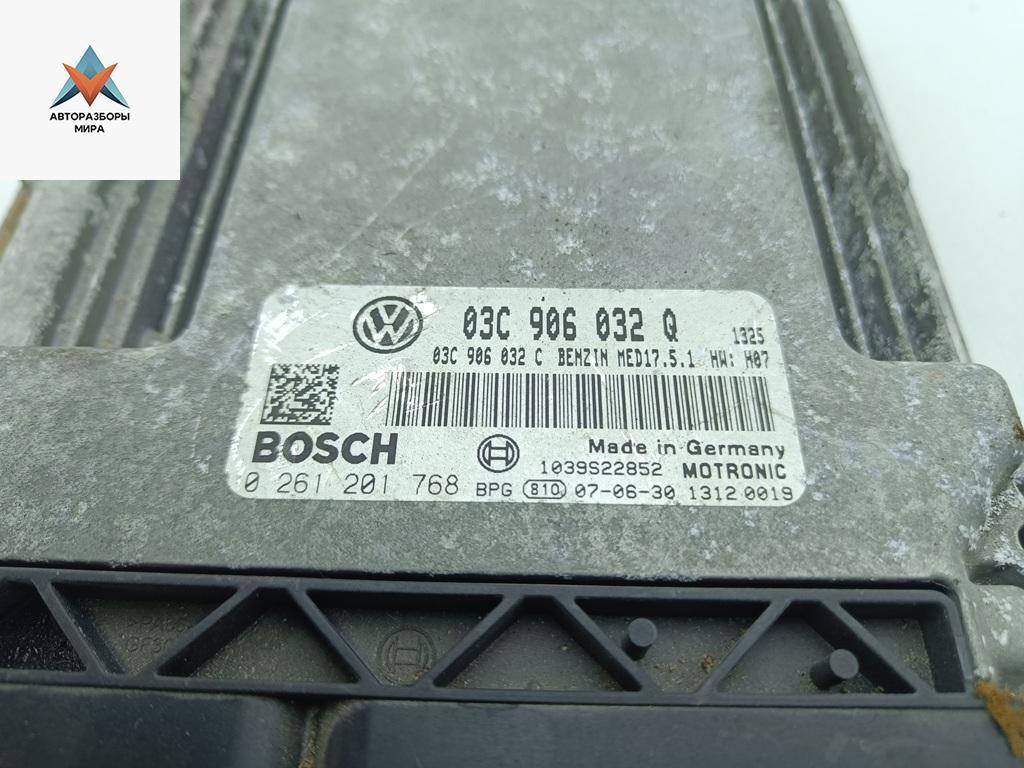 АВТОРАЗБОРЫ
МИРА
03C 906 032 Q 1325
03C 906 032 C BENZIN MED17.5.1 HW: H07
BOSCH
Made in Germany
1039S22852 MOTRONIC
0 261 201 768 BPG 810 07-06-30 1312 0019